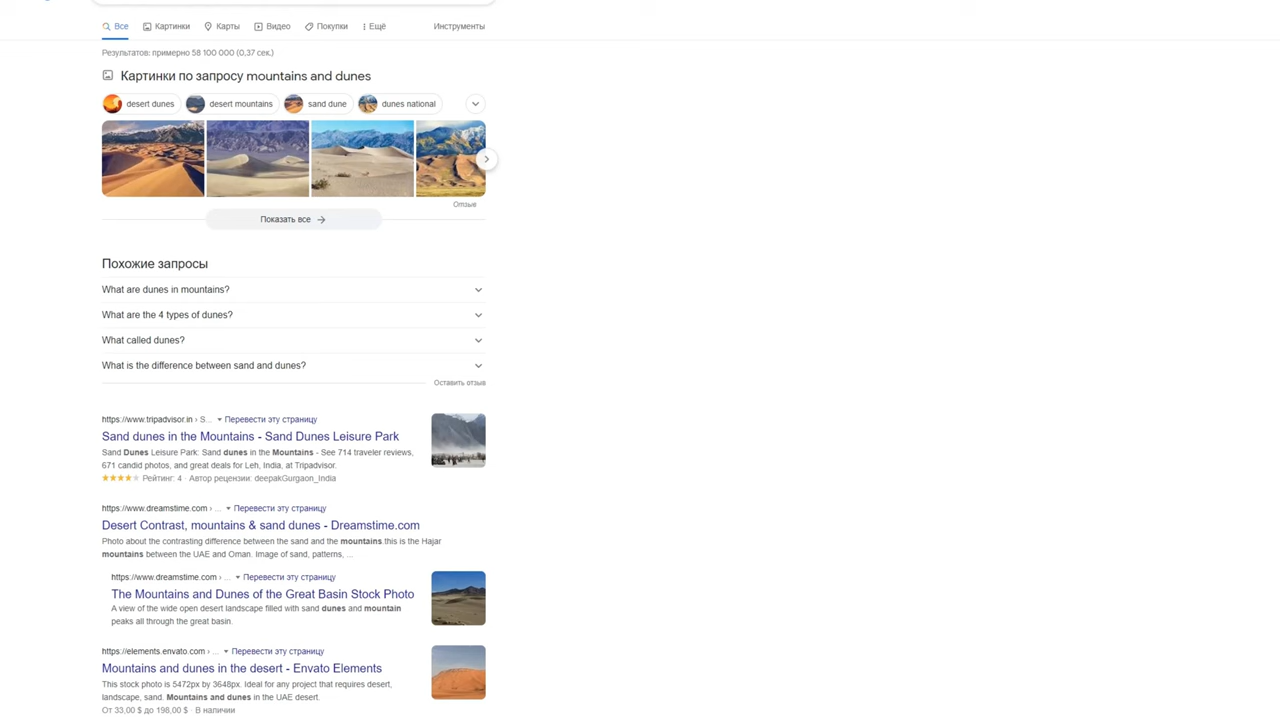 Все Картинки Карты Видео Покупки Ещё Инструменты
Результатов: примерно 58 100 000 (0,37 сек.)
Картинки по запросу mountains and dunes
desert dunes desert mountains sand dune dunes national
Отзыв
Показать все
Похожие запросы
What are dunes in mountains?
What are the 4 types of dunes?
What called dunes?
What is the difference between sand and dunes?
Оставить отзыв
https://www.tripadvisor.in › S... Перевести эту страницу
Sand dunes in the Mountains - Sand Dunes Leisure Park
Sand Dunes Leisure Park: Sand dunes in the Mountains - See 714 traveler reviews,
671 candid photos, and great deals for Leh, India, at Tripadvisor.
Рейтинг: 4 · Автор рецензии: deepakGurgaon_India
https://www.dreamstime.com › ... Перевести эту страницу
Desert Contrast, mountains & sand dunes - Dreamstime.com
Photo about the contrasting difference between the sand and the mountains.this is the Hajar
mountains between the UAE and Oman. Image of sand, patterns, ...
https://www.dreamstime.com › ... Перевести эту страницу
The Mountains and Dunes of the Great Basin Stock Photo
A view of the wide open desert landscape filled with sand dunes and mountain
peaks all through the great basin.
https://elements.envato.com › ... Перевести эту страницу
Mountains and dunes in the desert - Envato Elements
This stock photo is 5472px by 3648px. Ideal for any project that requires desert,
landscape, sand. Mountains and dunes in the UAE desert.
От 33,00 $ до 198,00 $ · В наличии